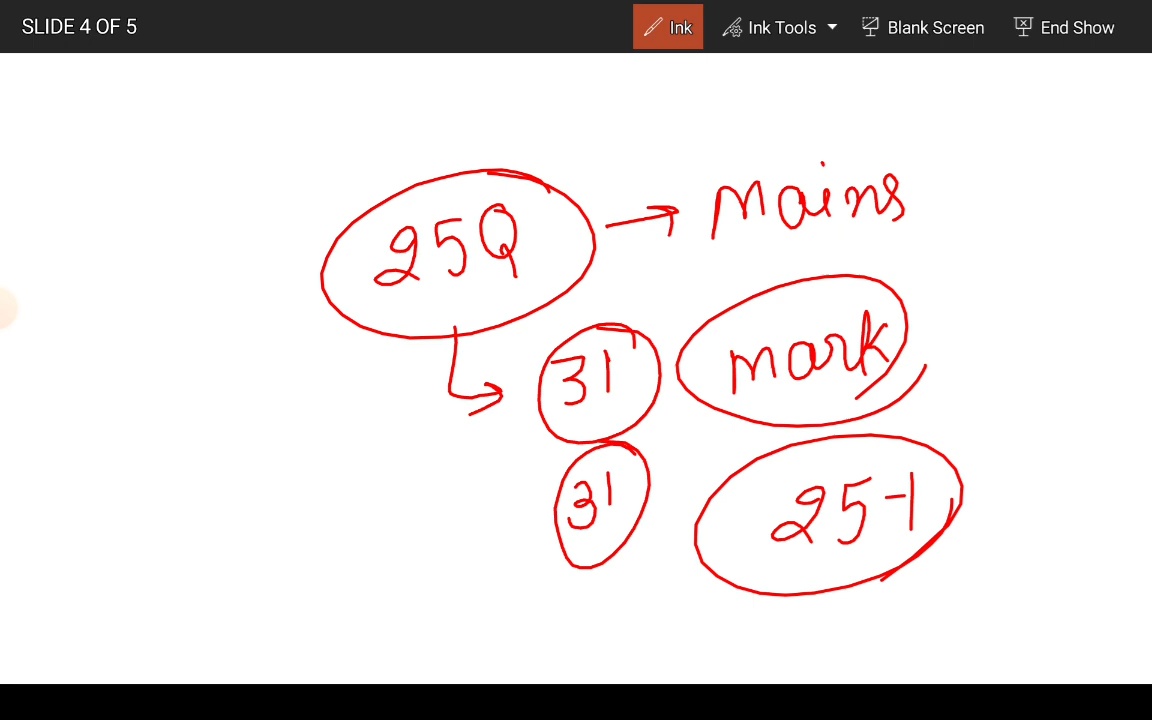 SLIDE 4 OF 5 Ink Ink Tools Blank Screen End Show
25Q → Mains
31 mark
31 25-1